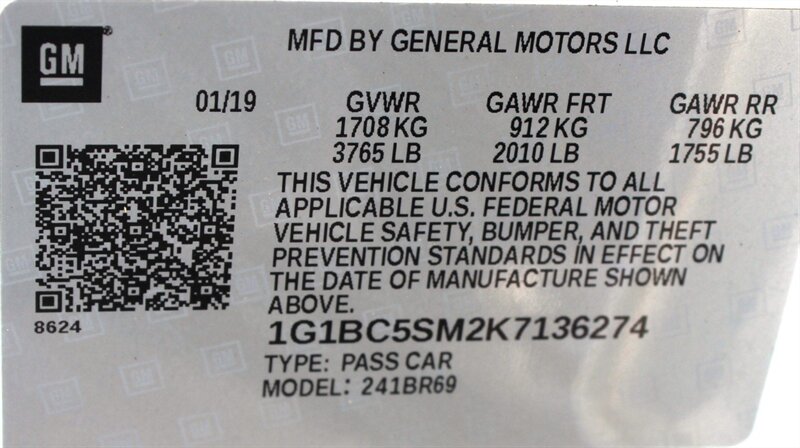 GM ® MFD BY GENERAL MOTORS LLC
01/19 GVWR GAWR FRT GAWR RR
1708 KG 912 KG 796 KG
3765 LB 2010 LB 1755 LB
THIS VEHICLE CONFORMS TO ALL
APPLICABLE U.S. FEDERAL MOTOR
VEHICLE SAFETY, BUMPER, AND THEFT
PREVENTION STANDARDS IN EFFECT ON
THE DATE OF MANUFACTURE SHOWN
ABOVE.
8624
1G1BC5SM2K7136274
TYPE: PASS CAR
MODEL: 241BR69